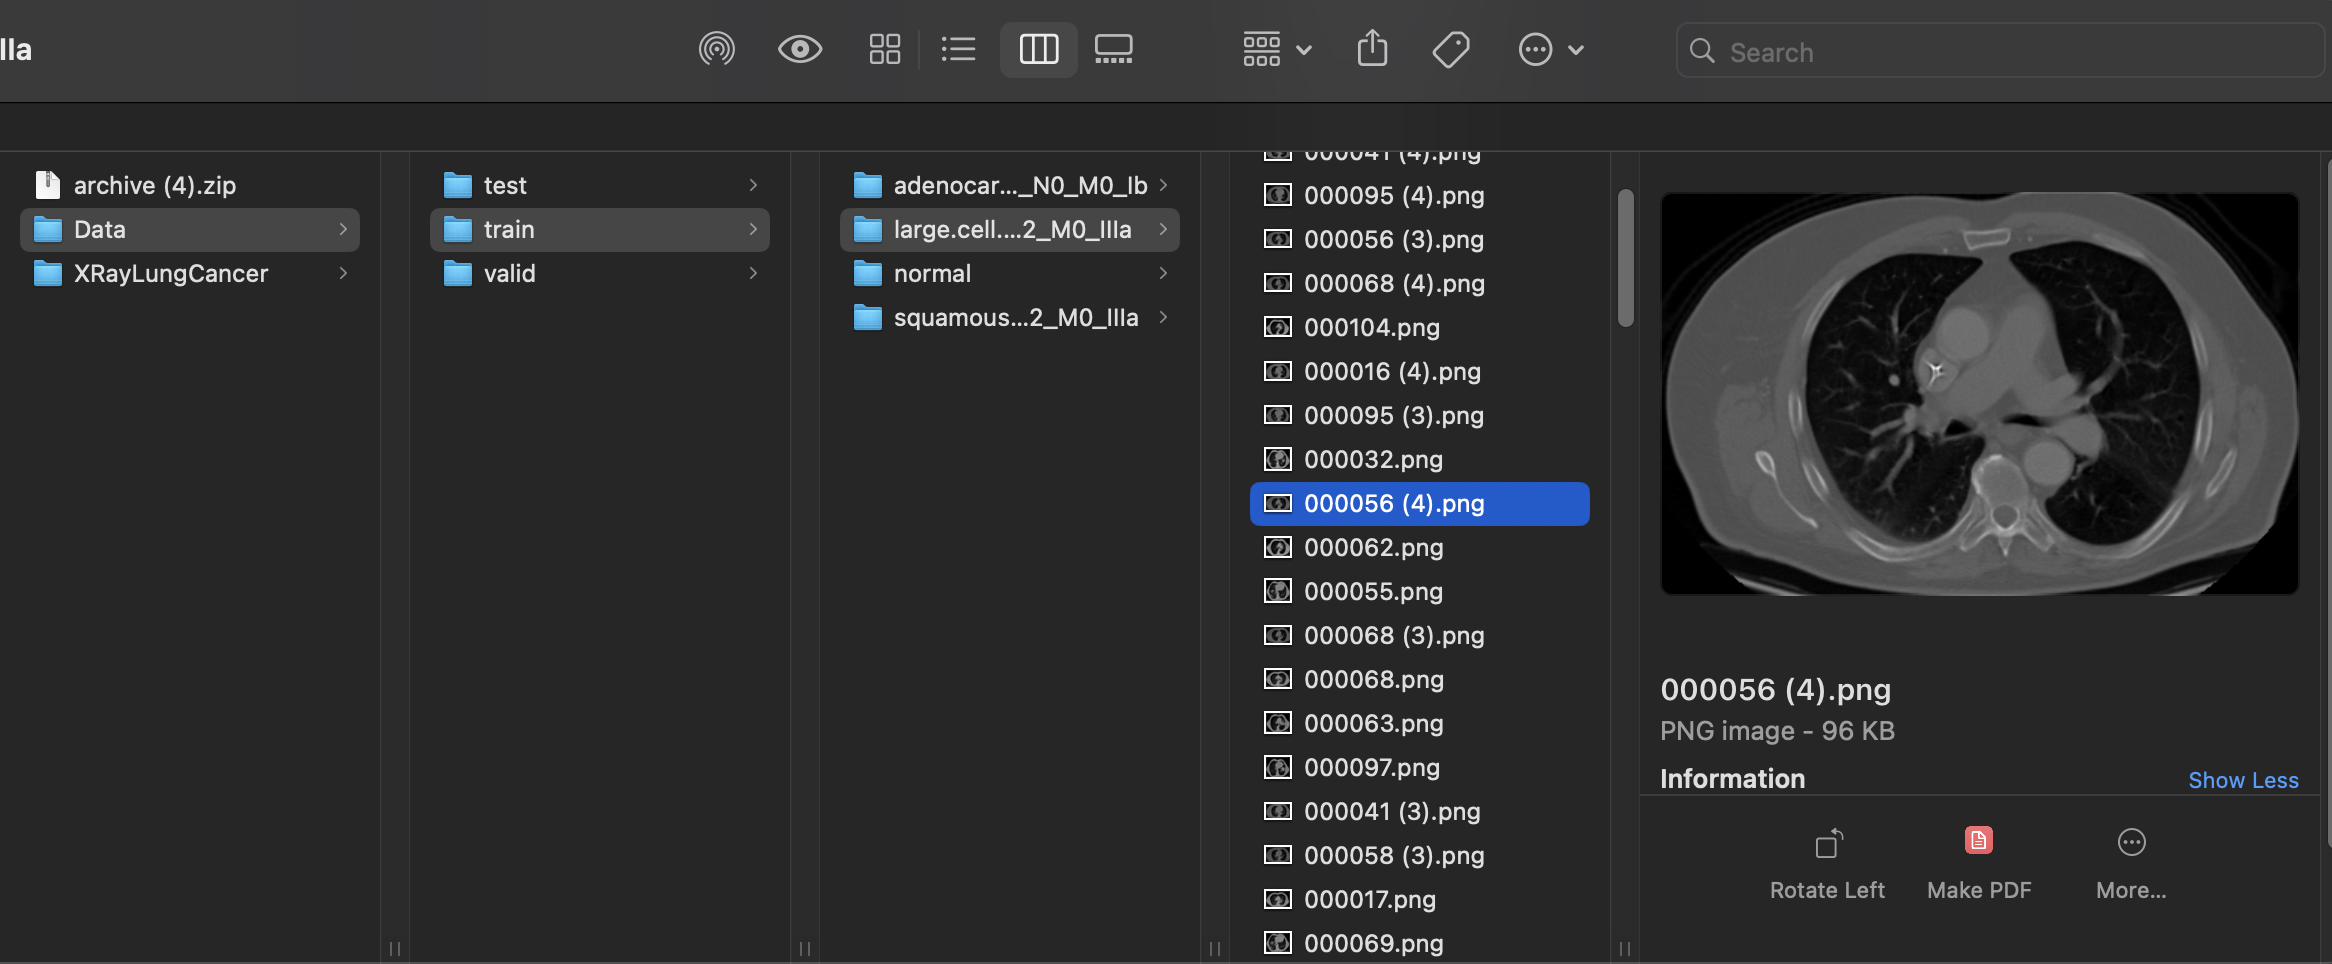 IIa
Search
archive (4).zip
Data
XRayLungCancer
test
train
valid
adenocar..._N0_M0_Ib
large.cell....2_M0_IIIa
normal
squamous...2_M0_IIIa
000041 (4).png
000095 (4).png
000056 (3).png
000068 (4).png
000104.png
000016 (4).png
000095 (3).png
000032.png
000056 (4).png
000062.png
000055.png
000068 (3).png
000068.png
000063.png
000097.png
000041 (3).png
000058 (3).png
000017.png
000069.png
000056 (4).png
PNG image - 96 KB
Information
Show Less
Rotate Left
Make PDF
More...